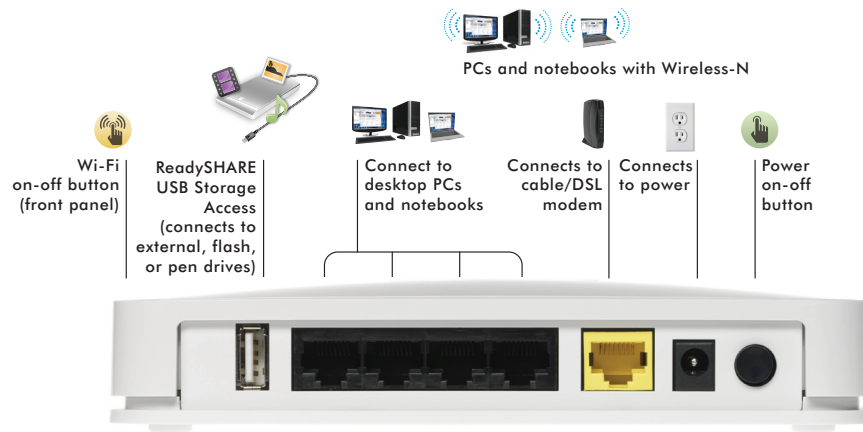 PCs and notebooks with Wireless-N
Wi-Fi
on-off button
(front panel)
ReadySHARE
USB Storage
Access
(connects to
external, flash,
or pen drives)
Connect to
desktop PCs
and notebooks
Connects to
cable/DSL
modem
Connects
to power
Power
on-off
button